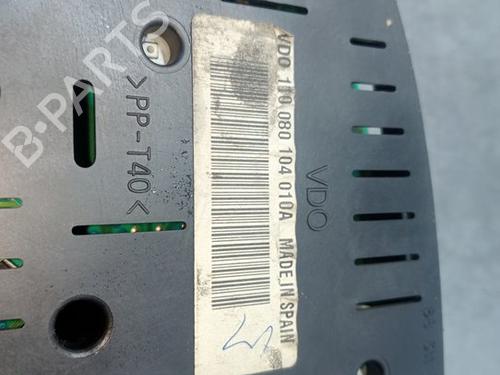 VDO 110 080 104 010A MADE IN SPAIN
VDO
>PP-T40<
B-PARTS